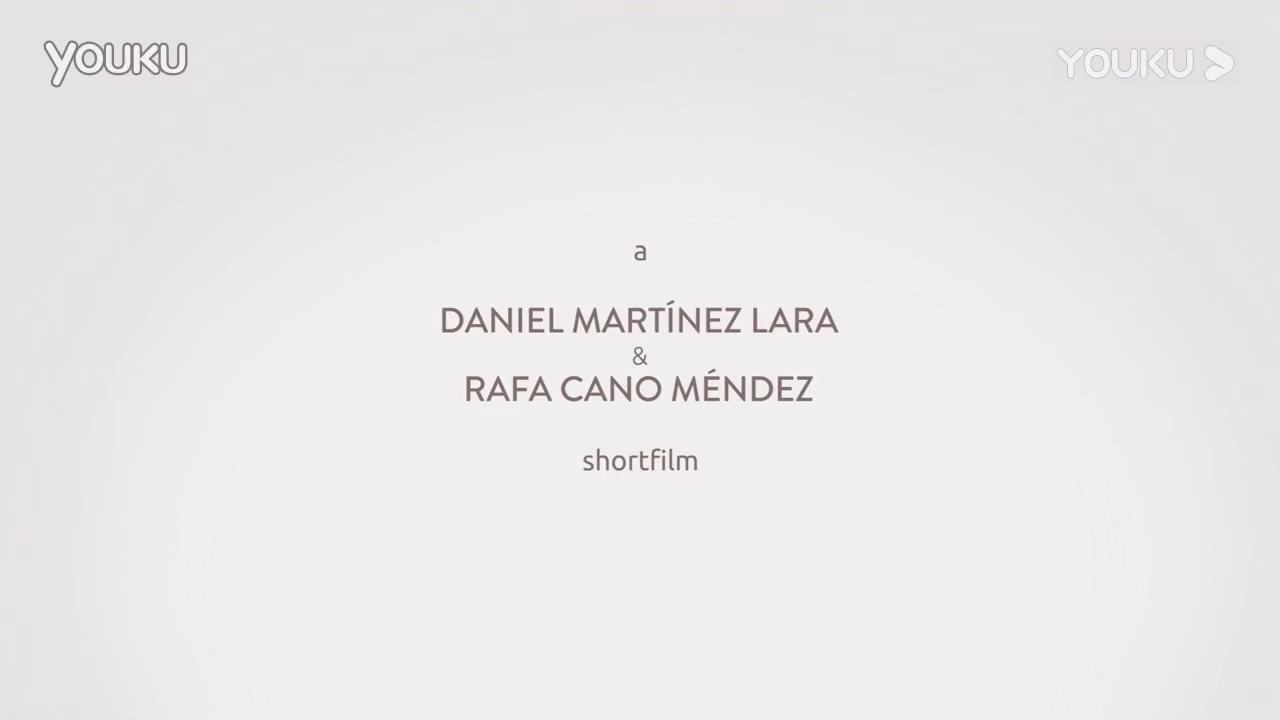 YOUKU
YOUKU
a
DANIEL MARTÍNEZ LARA
&
RAFA CANO MÉNDEZ
shortfilm